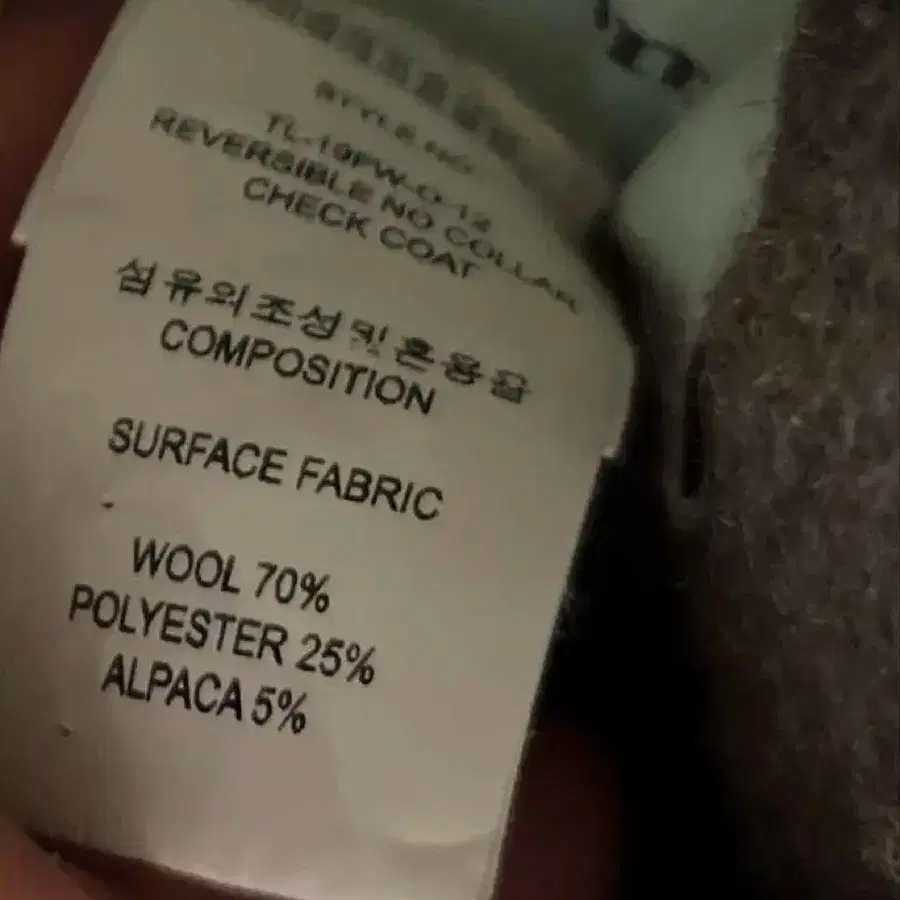 STYLE NO
TL-19FW-O-12
REVERSIBLE NO COLLAR
CHECK COAT
섬유의조성 및 혼용율
COMPOSITION
SURFACE FABRIC
WOOL 70%
POLYESTER 25%
ALPACA 5%